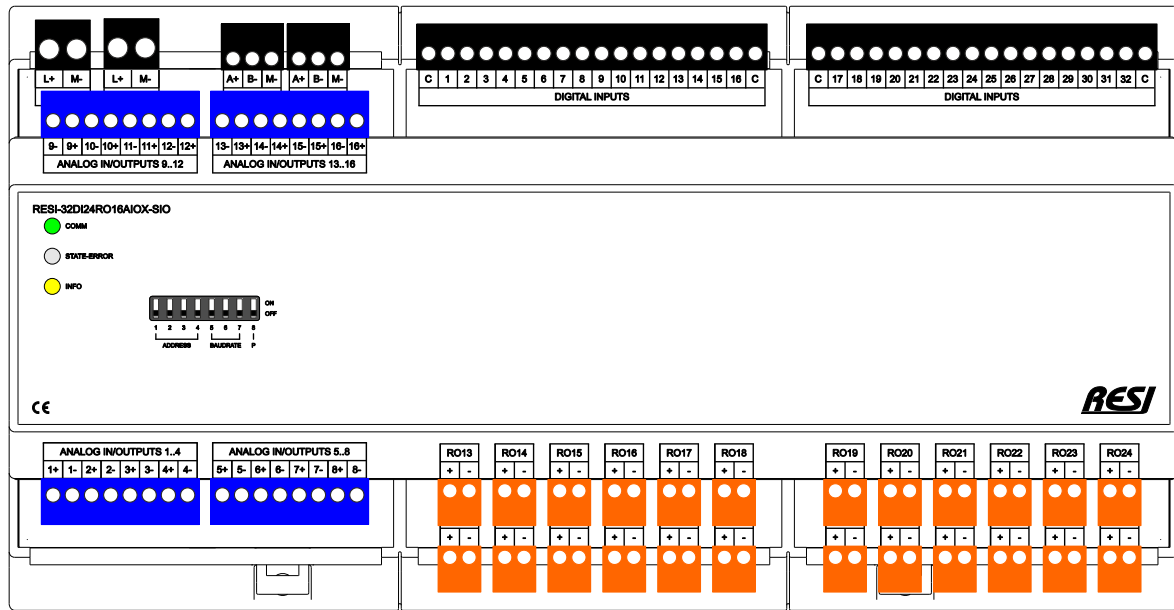 L+ M- L+ M- A+ B- M- A+ B- M- C 1 2 3 4 5 6 7 8 9 10 11 12 13 14 15 16 C C 17 18 19 20 21 22 23 24 25 26 27 28 29 30 31 32 C
DIGITAL INPUTS DIGITAL INPUTS
9- 9+ 10- 10+ 11- 11+ 12- 12+ 13- 13+ 14- 14+ 15- 15+ 16- 16+
ANALOG IN/OUTPUTS 9..12 ANALOG IN/OUTPUTS 13..16
RESI-32DI24RO16AIOX-SIO
COMM
STATE-ERROR
INFO
ON
OFF
1 2 3 4 5 6 7 8
ADDRESS BAUDRATE P
CE RESI
ANALOG IN/OUTPUTS 1..4 ANALOG IN/OUTPUTS 5..8 RO13 RO14 RO15 RO16 RO17 RO18 RO19 RO20 RO21 RO22 RO23 RO24
1+ 1- 2+ 2- 3+ 3- 4+ 4- 5+ 5- 6+ 6- 7+ 7- 8+ 8- + - + - + - + - + - + - + - + - + - + - + - + -
+ - + - + - + - + - + - + - + - + - + - + - + -